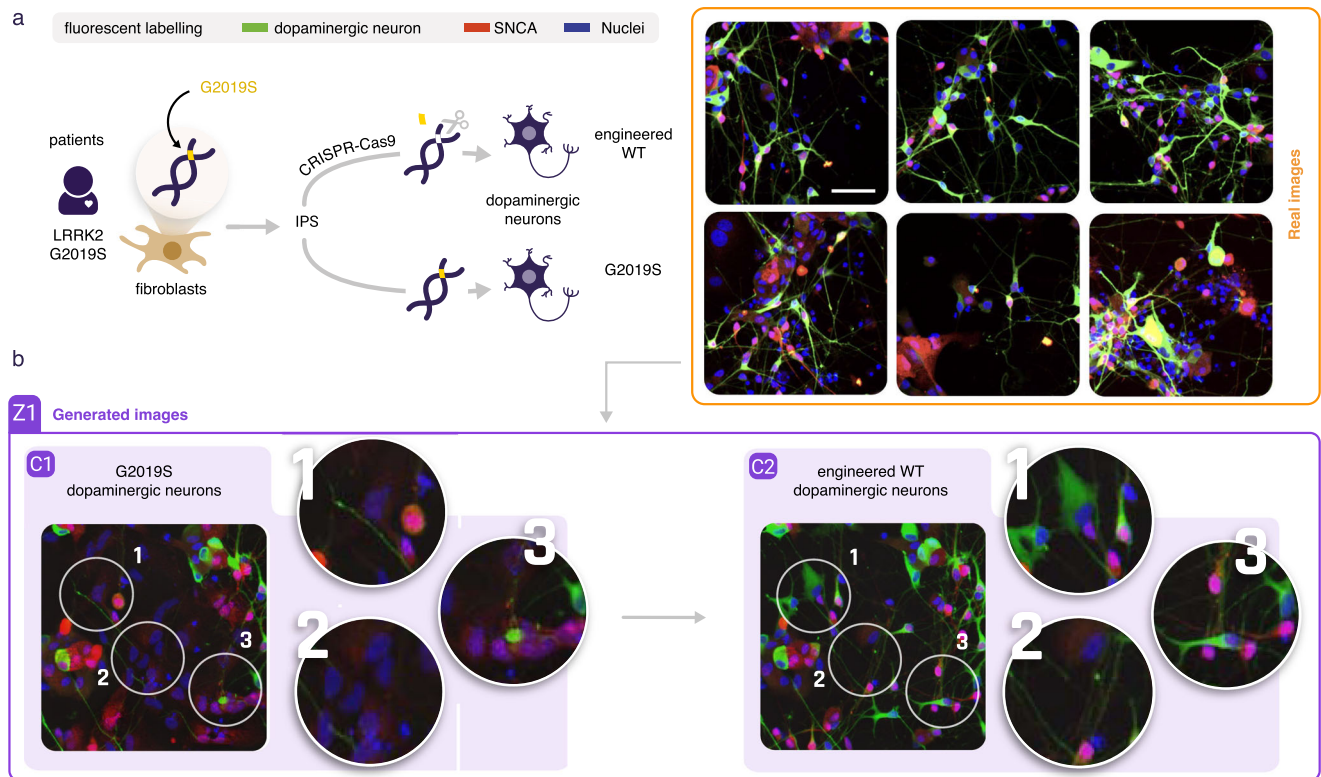 a
fluorescent labelling
dopaminergic neuron
SNCA
Nuclei
G2019S
patients
LRRK2
G2019S
fibroblasts
IPS
CRISPR-Cas9
engineered
WT
dopaminergic
neurons
G2019S
Real images
b
Z1
Generated images
C1
G2019S
dopaminergic neurons
1
2
3
1
2
3
C2
engineered WT
dopaminergic neurons
1
2
3
1
2
3